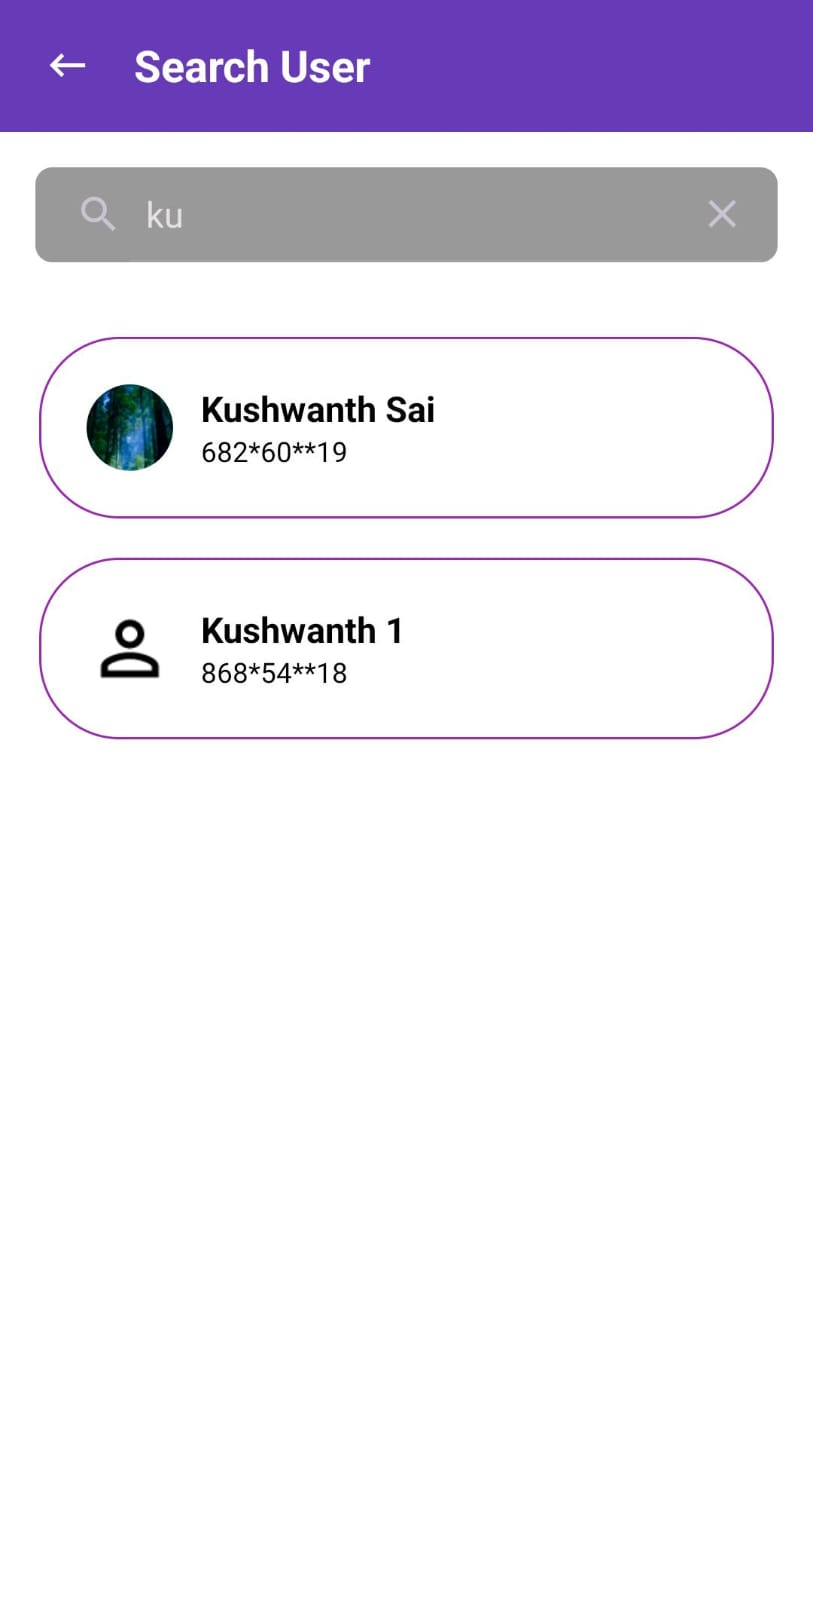 Search User
ku
Kushwanth Sai
682*60**19
Kushwanth 1
868*54**18